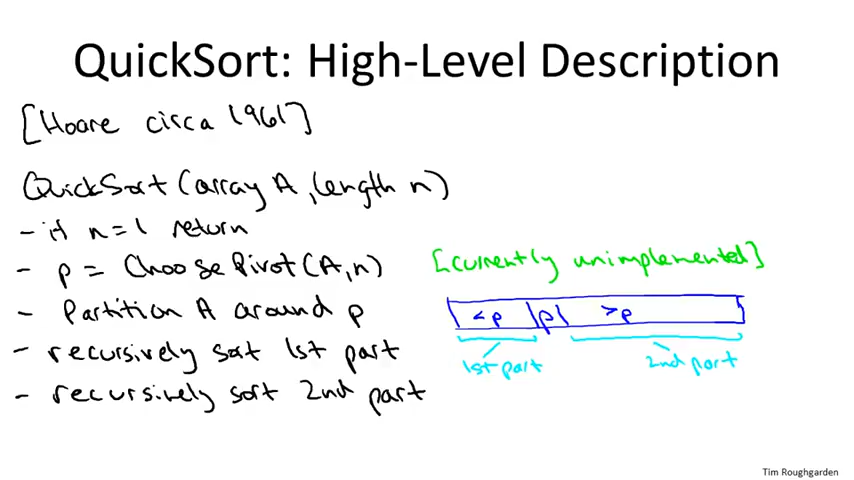 QuickSort: High-Level Description
[Hoare circa 1961]
QuickSort (array A, length n)
- if n=1 return
- p = ChoosePivot(A,n)
[currently unimplemented]
- Partition A around p
<p p >p
- recursively sort 1st part
1st part 2nd part
- recursively sort 2nd part
Tim Roughgarden